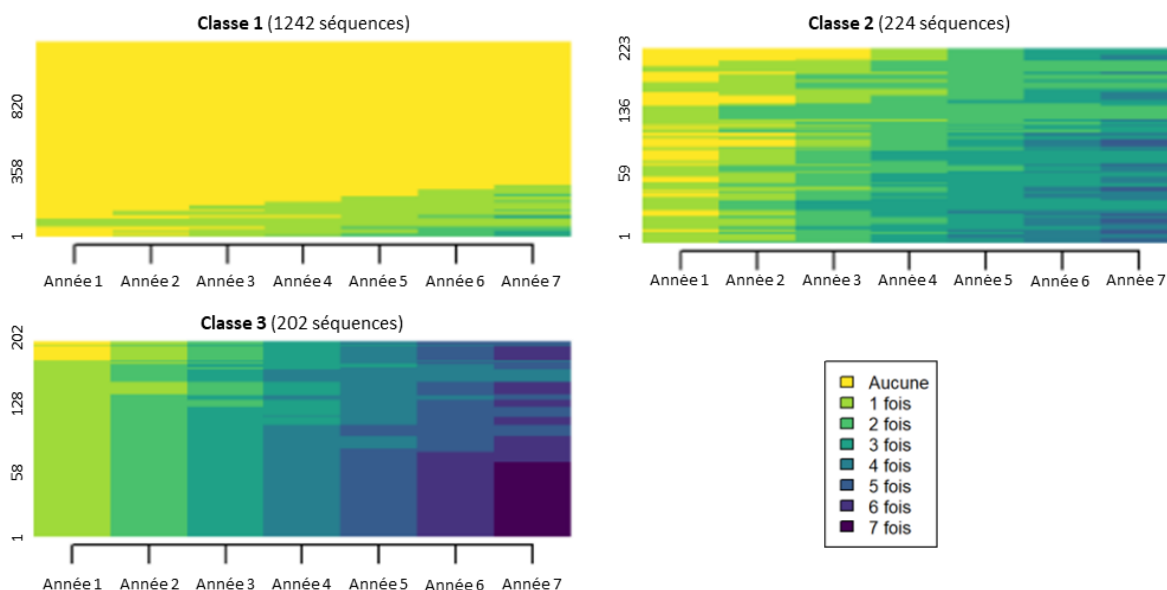 Classe 1 (1242 séquences)
820
358
1
Année 1 Année 2 Année 3 Année 4 Année 5 Année 6 Année 7
Classe 2 (224 séquences)
223
136
59
1
Année 1 Année 2 Année 3 Année 4 Année 5 Année 6 Année 7
Classe 3 (202 séquences)
202
128
58
1
Année 1 Année 2 Année 3 Année 4 Année 5 Année 6 Année 7
Aucune
1 fois
2 fois
3 fois
4 fois
5 fois
6 fois
7 fois